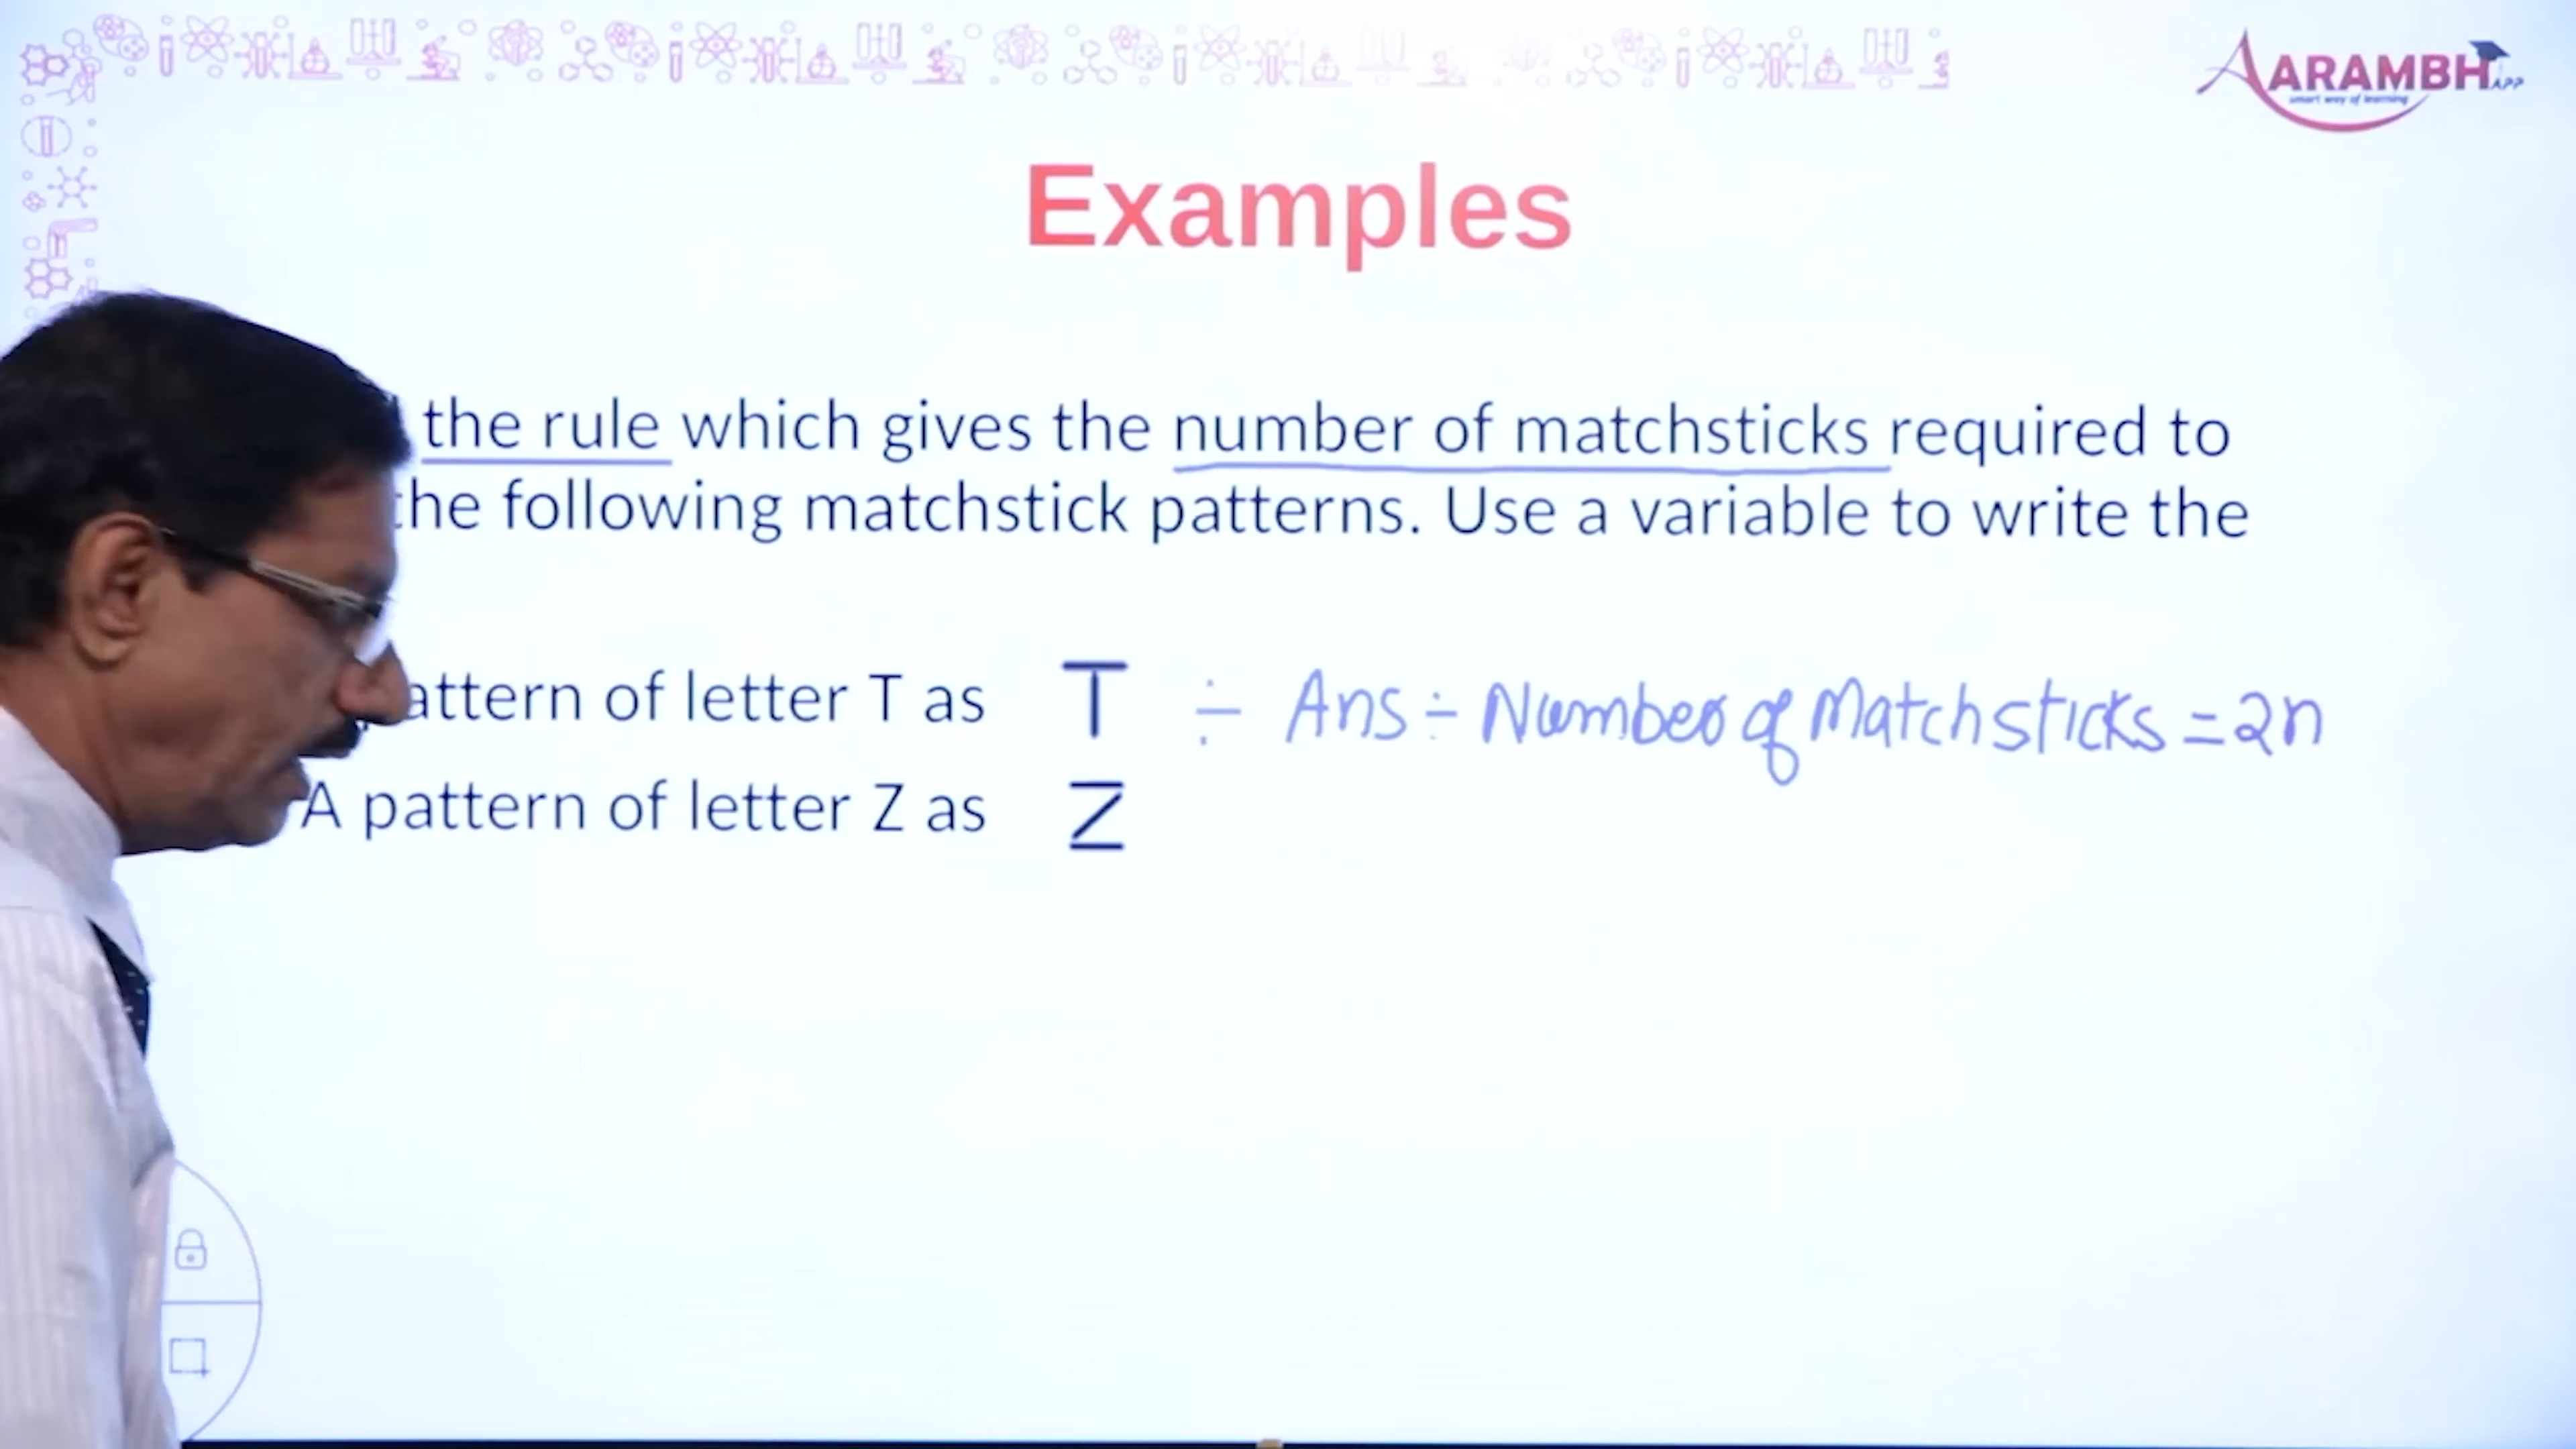 AARAMBH APP
smart way of learning
Examples
the rule which gives the number of matchsticks required to
the following matchstick patterns. Use a variable to write the
attern of letter T as T ÷ Ans ÷ Number of Matchsticks = 2n
A pattern of letter Z as Z